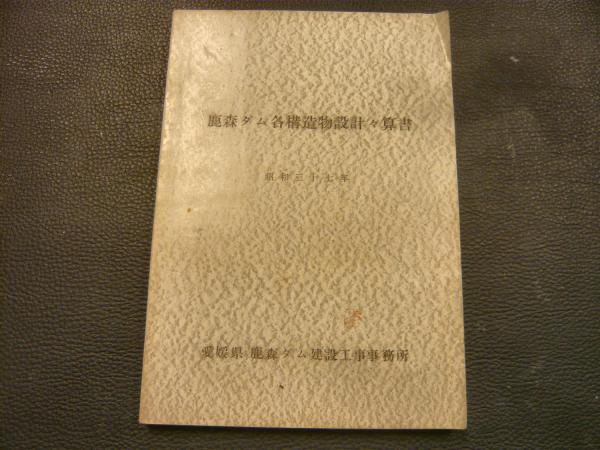 鹿森ダム各構造物設計々算書
昭和三十七年
愛媛県鹿森ダム建設工事事務所